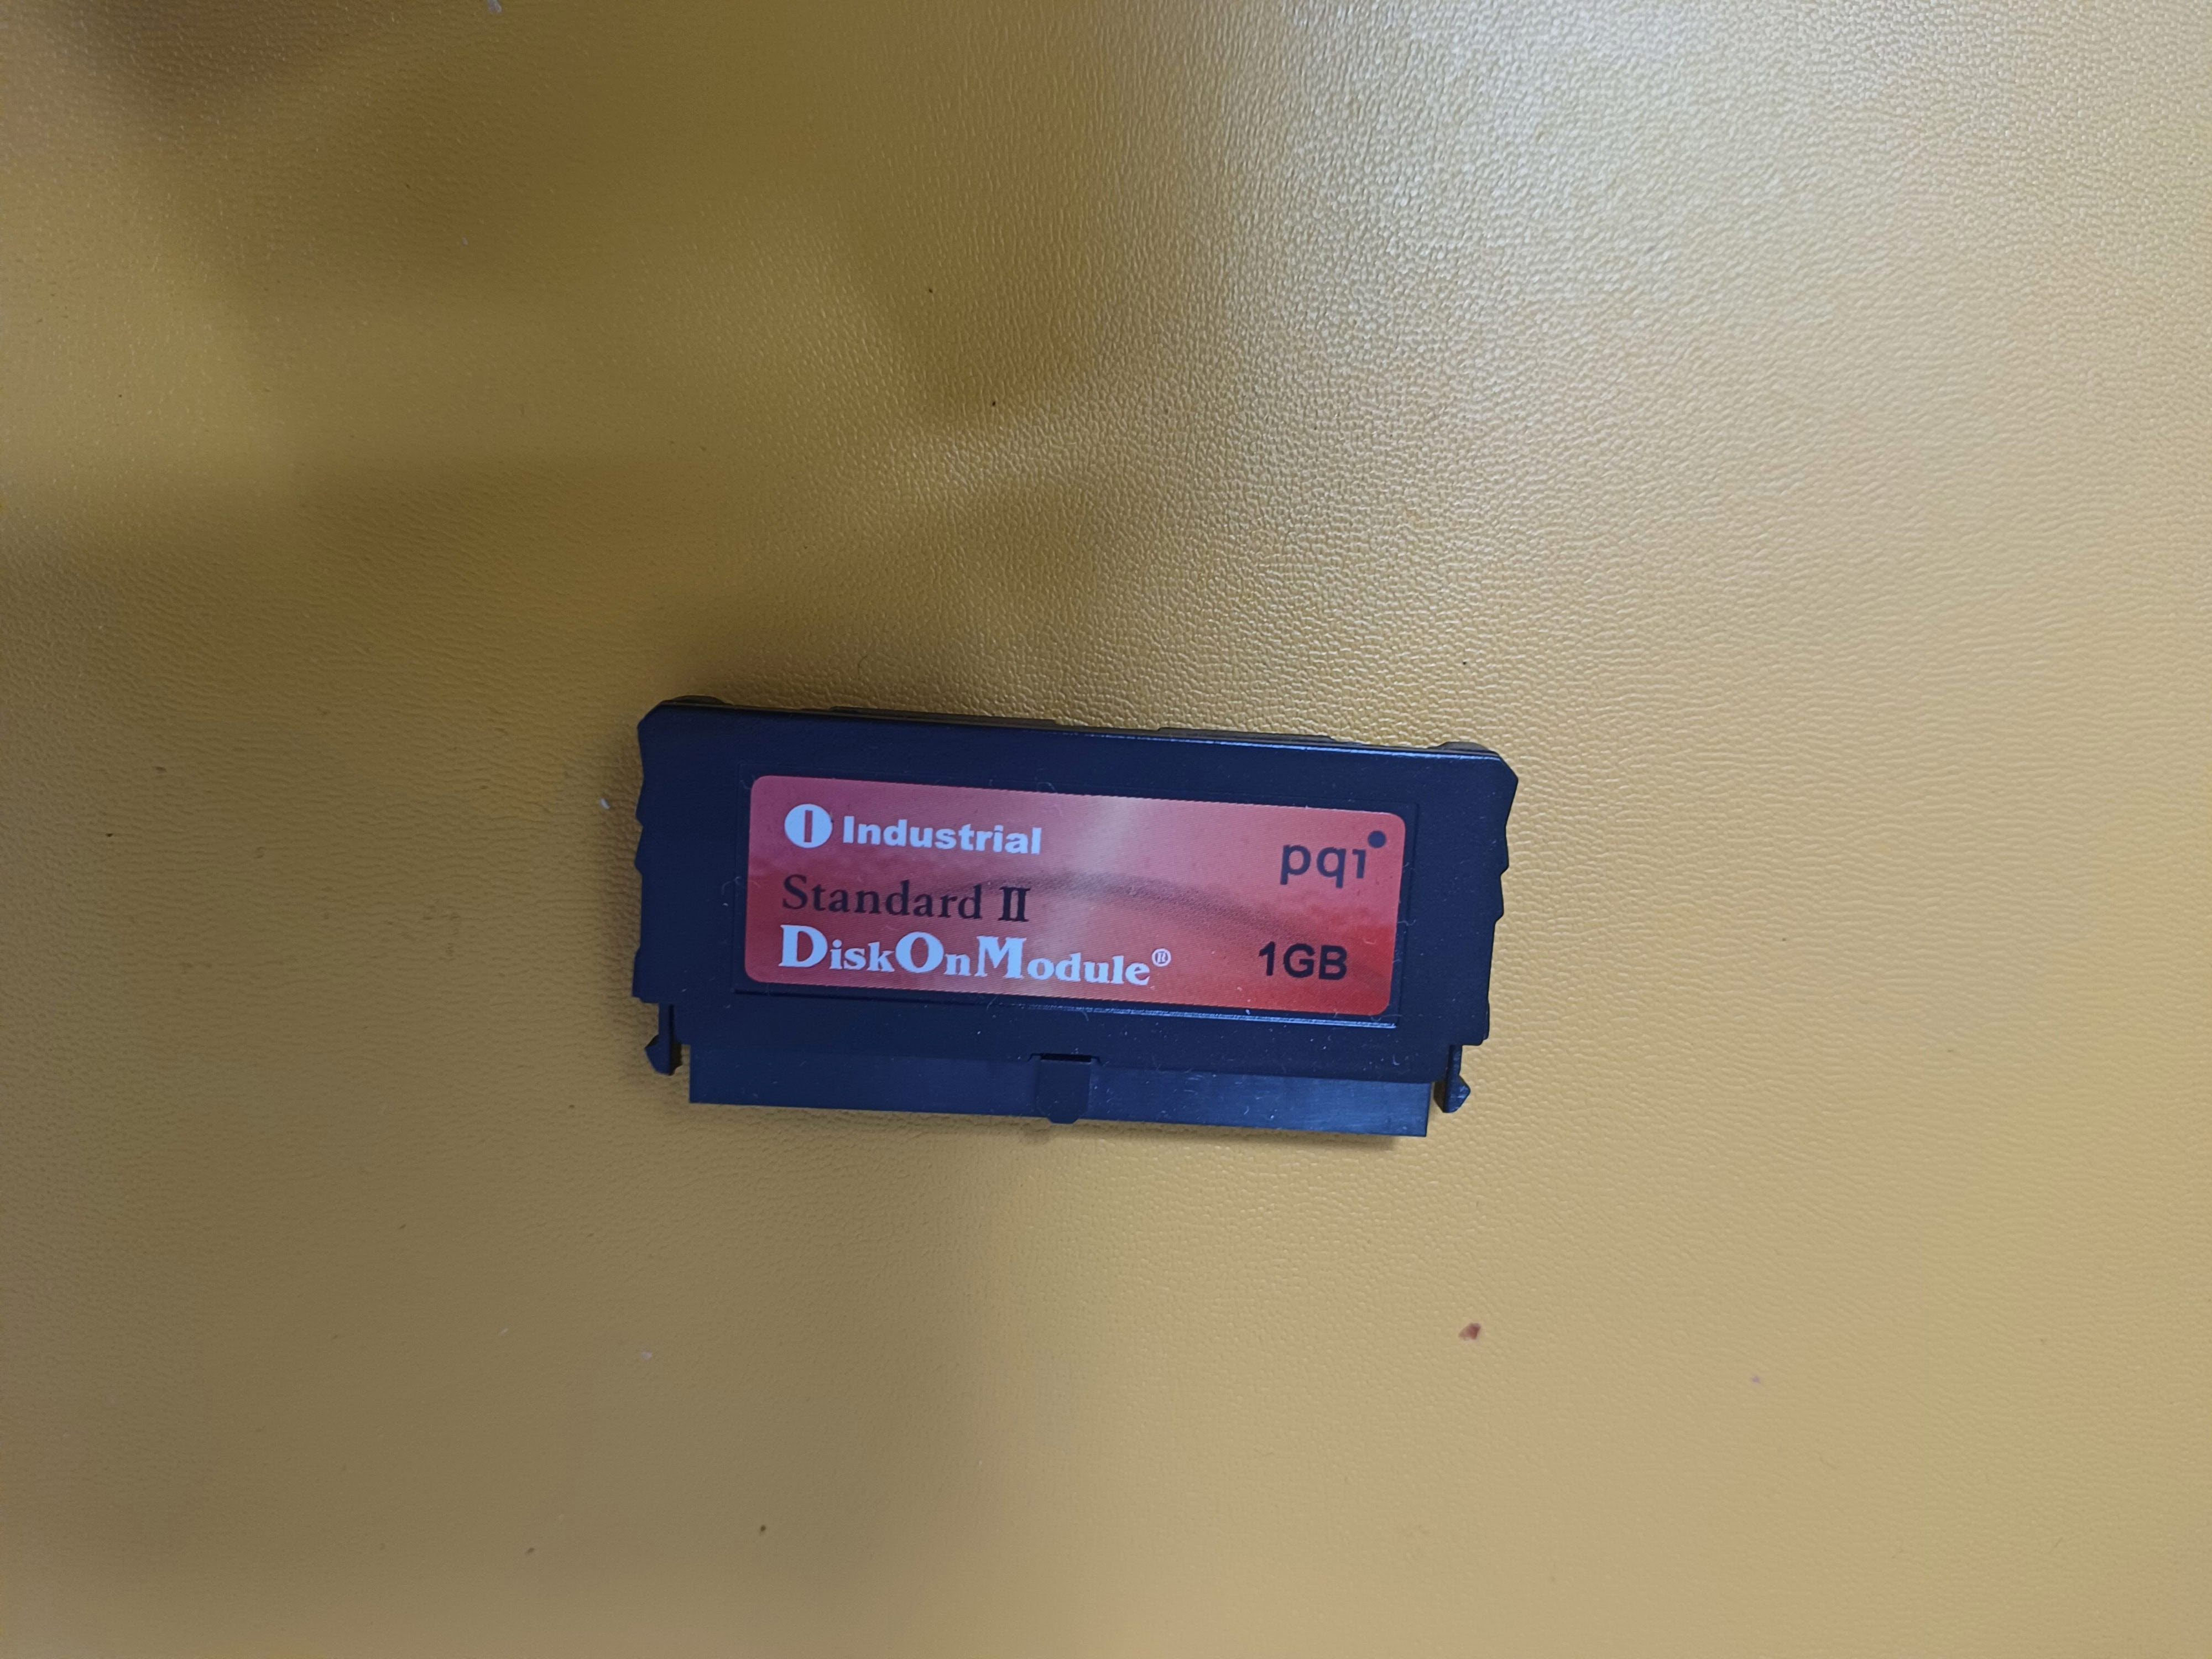 Industrial
pqi
Standard II
DiskOnModule®
1GB